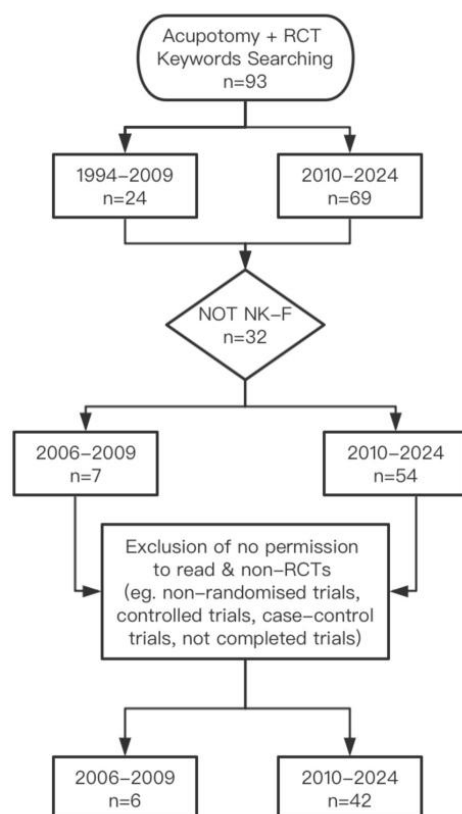 Acupotomy + RCT
Keywords Searching
n=93
1994–2009
n=24
2010–2024
n=69
NOT NK–F
n=32
2006–2009
n=7
2010–2024
n=54
Exclusion of no permission
to read & non–RCTs
(eg. non–randomised trials,
controlled trials, case–control
trials, not completed trials)
2006–2009
n=6
2010–2024
n=42